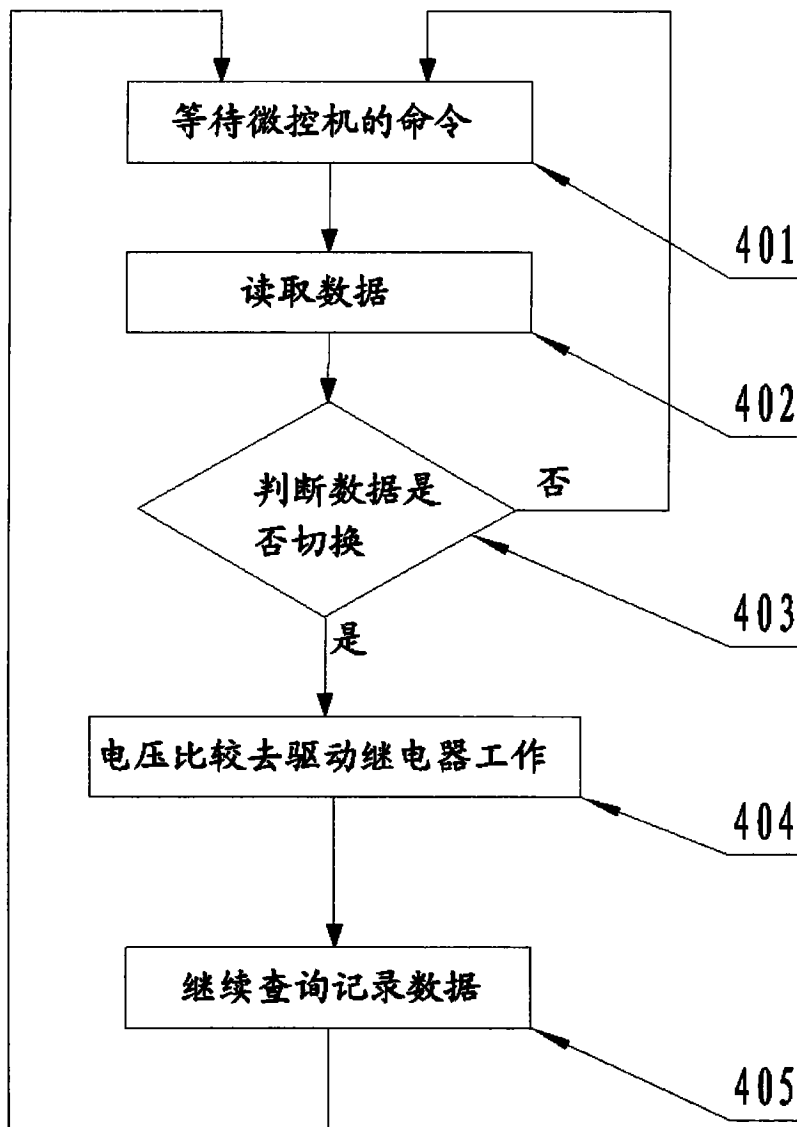 等待微控机的命令
401
读取数据
402
判断数据是
否切换
否
403
是
电压比较去驱动继电器工作
404
继续查询记录数据
405